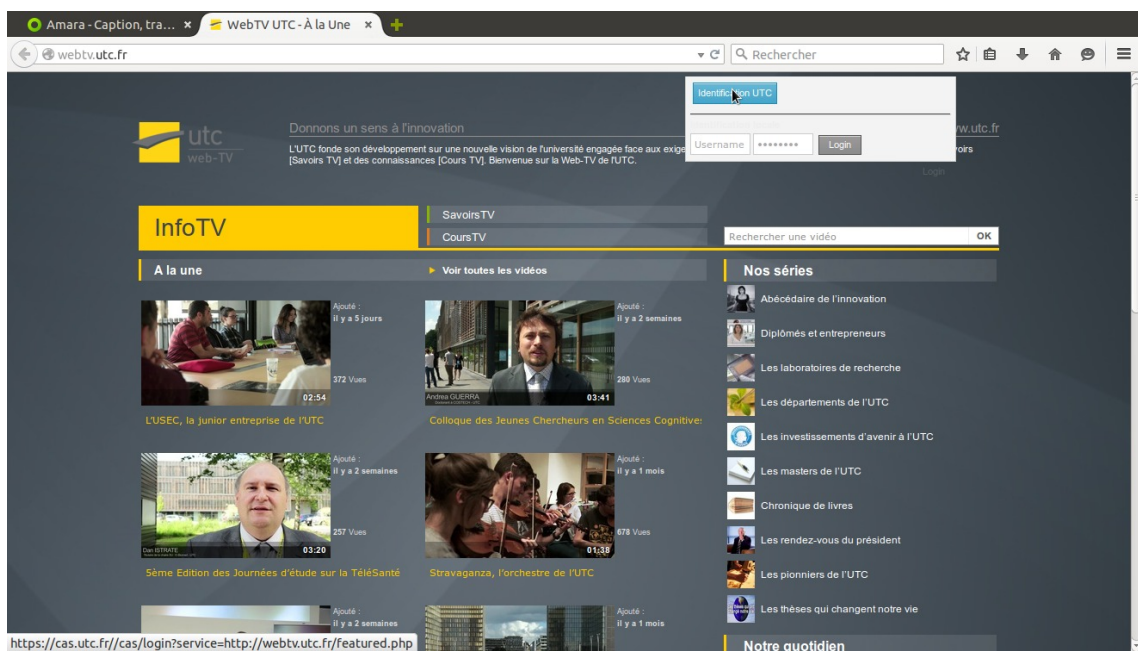 Amara - Caption, tra...
WebTV UTC - À la Une
webtv.utc.fr
Rechercher
Identification UTC
Username
Login
utc
web-TV
Donnons un sens à l'innovation
w.utc.fr
L'UTC fonde son développement sur une nouvelle vision de l'université engagée face aux exige
voirs
[Savoirs TV] et des connaissances [Cours TV]. Bienvenue sur la Web-TV de l'UTC.
Login
InfoTV
SavoirsTV
CoursTV
Rechercher une vidéo
OK
A la une
Voir toutes les vidéos
Nos séries
Ajouté :
il y a 5 jours
372 Vues
02:54
L'USEC, la junior entreprise de l'UTC
Ajouté :
il y a 2 semaines
280 Vues
Andrea GUERRA
03:41
Colloque des Jeunes Chercheurs en Sciences Cognitive
Ajouté :
il y a 2 semaines
257 Vues
Dan ISTRATE
03:20
5ème Edition des Journées d'étude sur la TéléSanté
Ajouté :
il y a 1 mois
678 Vues
01:38
Stravaganza, l'orchestre de l'UTC
Ajouté :
il y a 2 semaines
Ajouté :
il y a 1 mois
Abécédaire de l'innovation
Diplômés et entrepreneurs
Les laboratoires de recherche
Les départements de l'UTC
Les investissements d'avenir à l'UTC
Les masters de l'UTC
Chronique de livres
Les rendez-vous du président
Les pionniers de l'UTC
Les thèses qui changent notre vie
Notre quotidien
https://cas.utc.fr//cas/login?service=http://webtv.utc.fr/featured.php